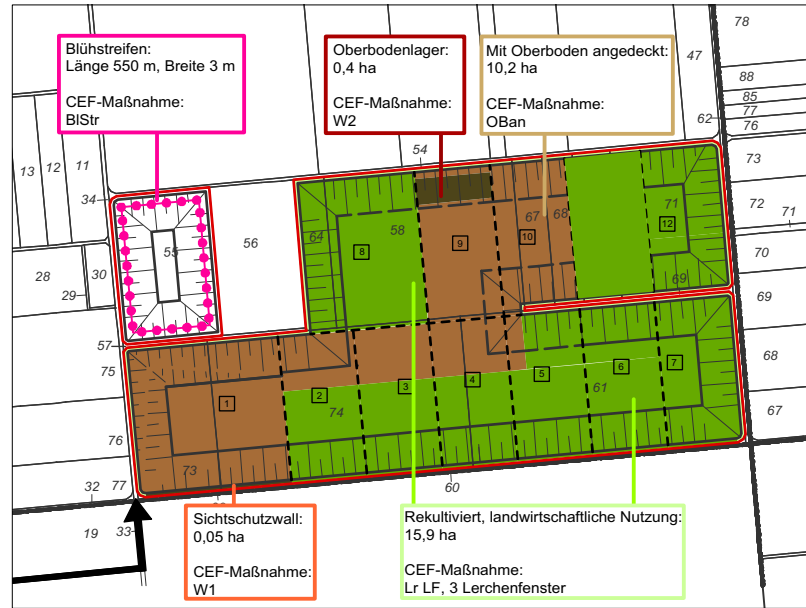 Blühstreifen:
Länge 550 m, Breite 3 m
CEF-Maßnahme:
BlStr
Oberbodenlager:
0,4 ha
CEF-Maßnahme:
W2
Mit Oberboden angedeckt:
10,2 ha
CEF-Maßnahme:
OBan
78
47
88
85
77
76
62
13
12
11
54
73
34
72
71
64
58
67
68
71
55
56
8
9
10
12
70
28
30
29
69
69
57
75
68
1
2
3
4
5
6
7
61
74
67
76
73
77
32
60
19
33
Sichtschutzwall:
0,05 ha
CEF-Maßnahme:
W1
Rekultiviert, landwirtschaftliche Nutzung:
15,9 ha
CEF-Maßnahme:
Lr LF, 3 Lerchenfenster